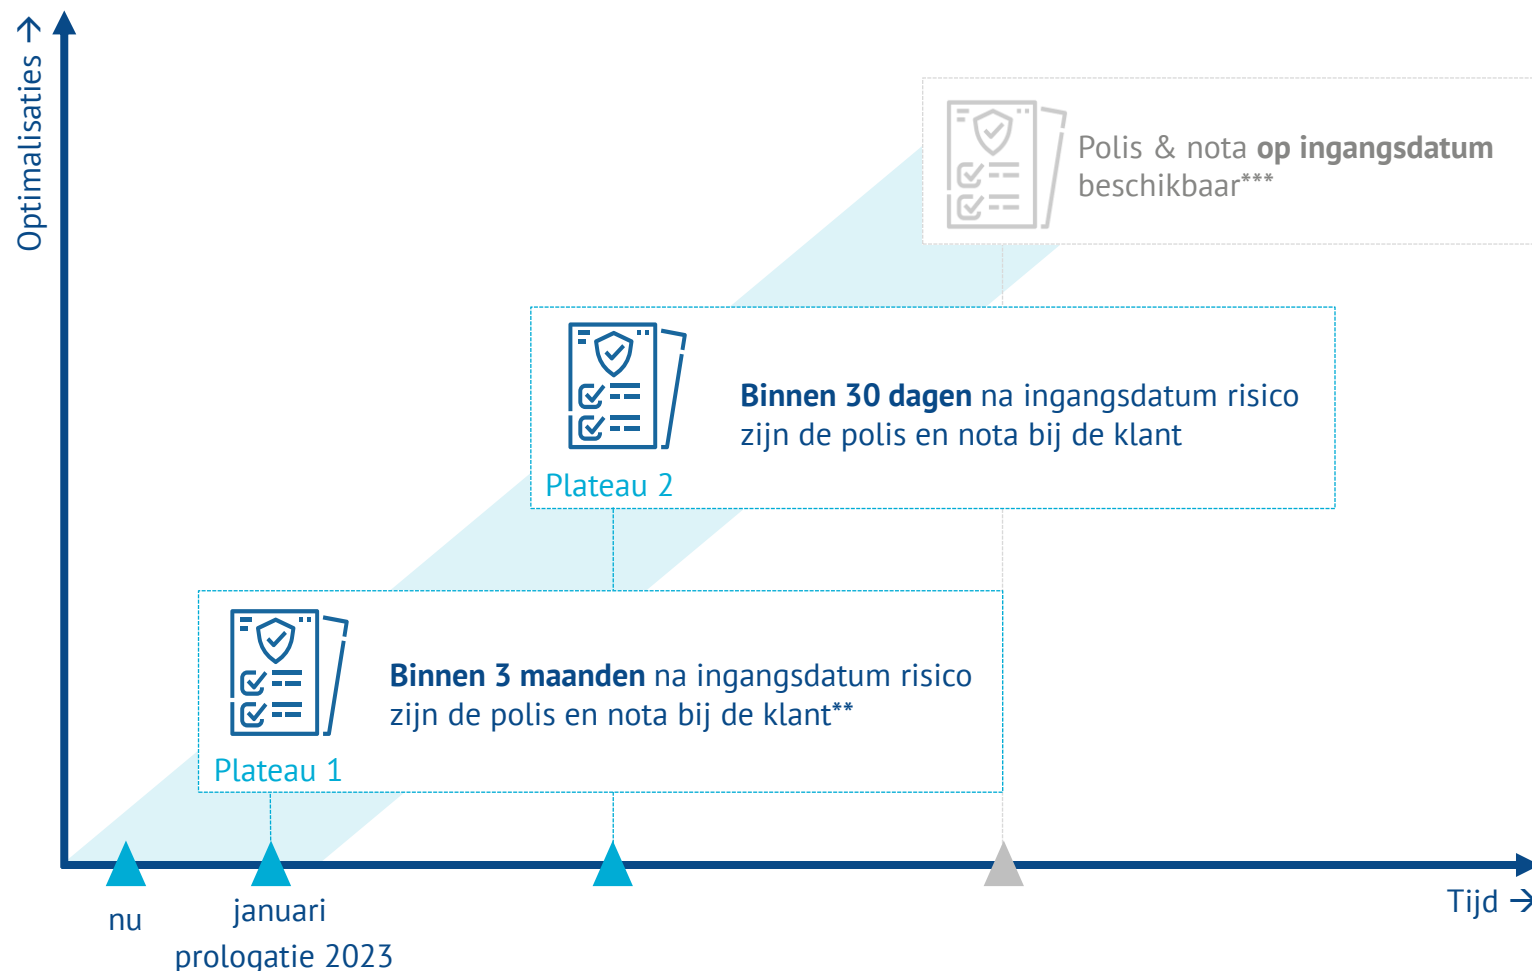 Optimalisaties →
Polis & nota op ingangsdatum
beschikbaar***
Binnen 30 dagen na ingangsdatum risico
zijn de polis en nota bij de klant
Plateau 2
Binnen 3 maanden na ingangsdatum risico
zijn de polis en nota bij de klant**
Plateau 1
nu
januari
prologatie 2023
Tijd →